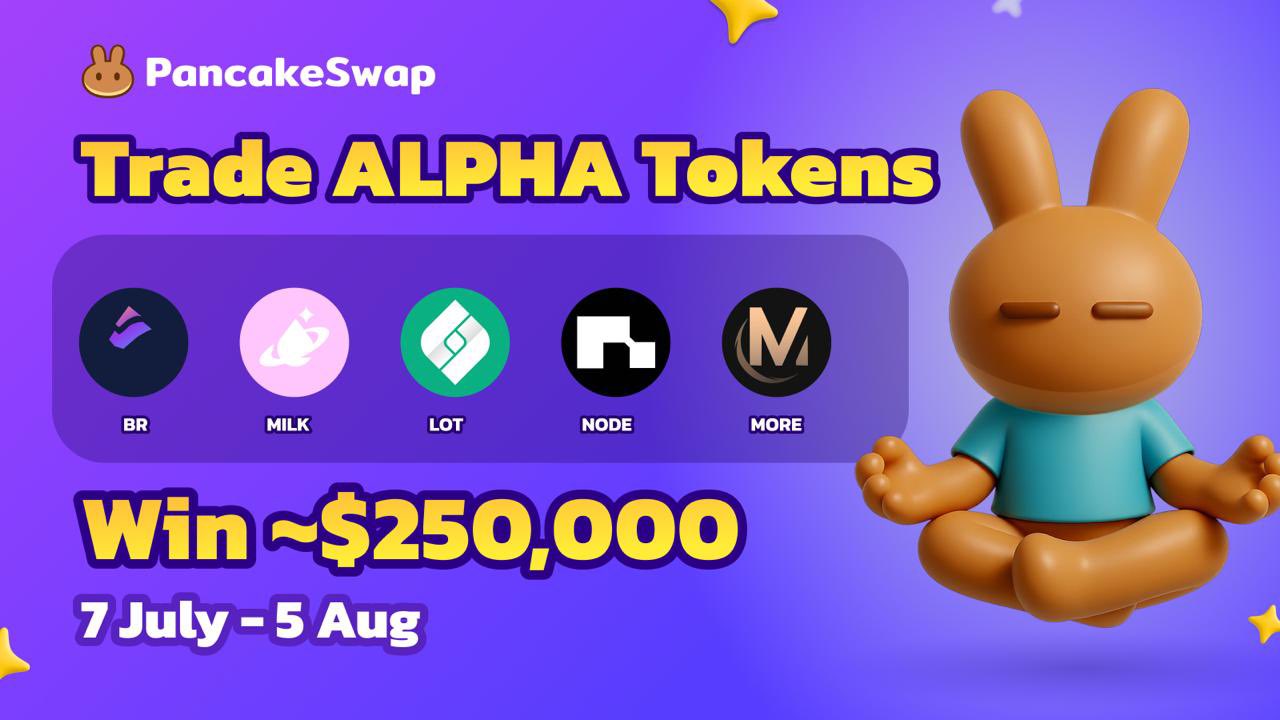 PancakeSwap
Trade ALPHA Tokens
BR MILK LOT NODE MORE
Win ~$250,000
7 July - 5 Aug